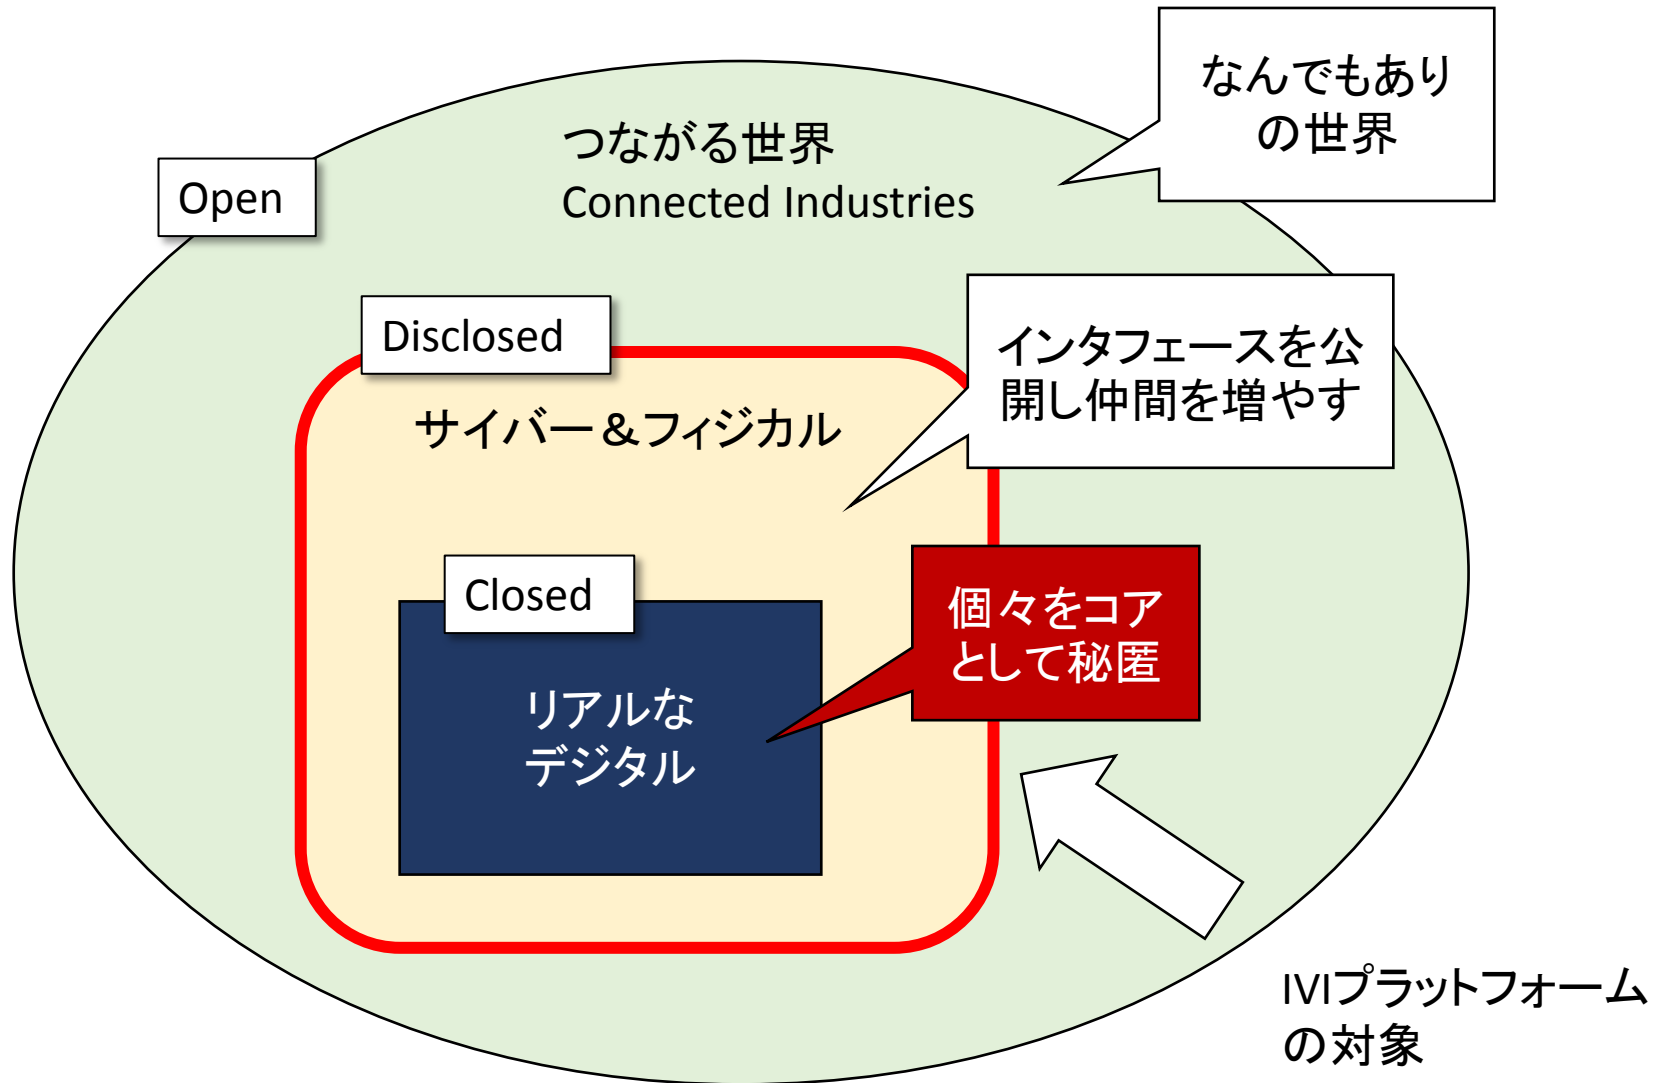 なんでもあり
の世界
つながる世界
Connected Industries
Open
Disclosed
インタフェースを公
開し仲間を増やす
サイバー＆フィジカル
Closed
個々をコア
として秘匿
リアルな
デジタル
IVIプラットフォーム
の対象